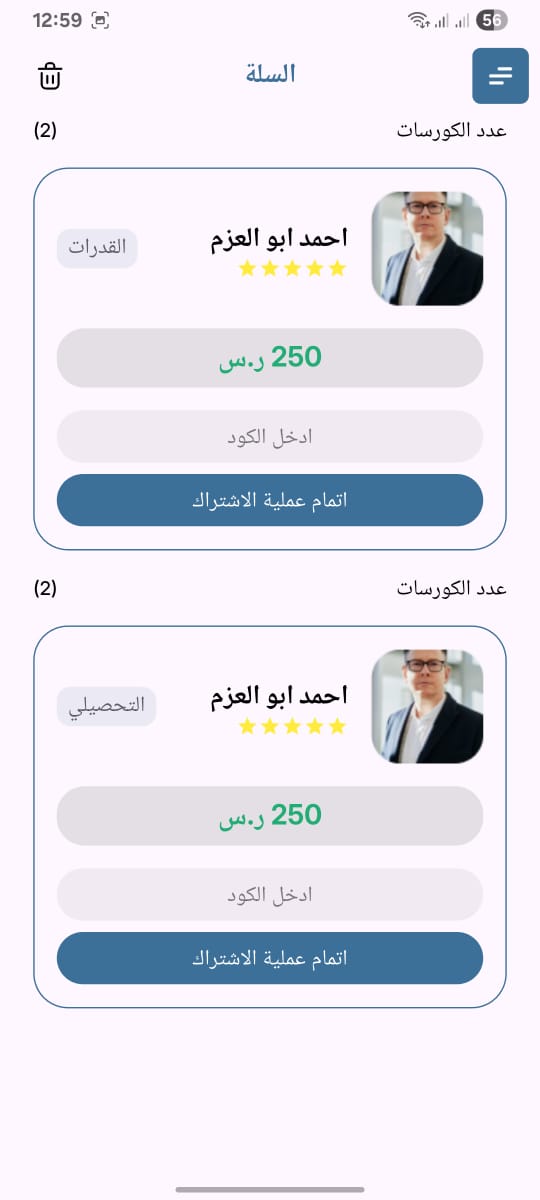 12:59
56
السلة
عدد الكورسات (2)
احمد ابو العزم
القدرات
250 ر.س
ادخل الكود
اتمام عملية الاشتراك
عدد الكورسات (2)
احمد ابو العزم
التحصيلي
250 ر.س
ادخل الكود
اتمام عملية الاشتراك